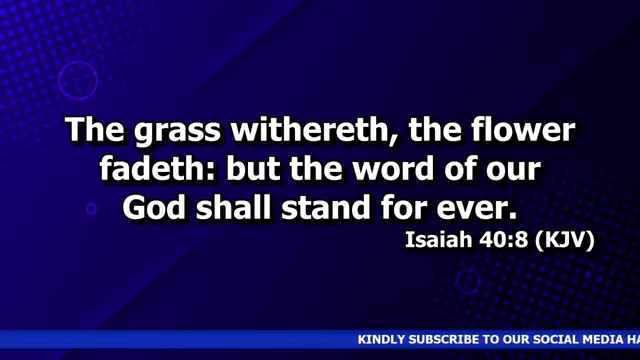 The grass withereth, the flower
fadeth: but the word of our
God shall stand for ever.
Isaiah 40:8 (KJV)
KINDLY SUBSCRIBE TO OUR SOCIAL MEDIA